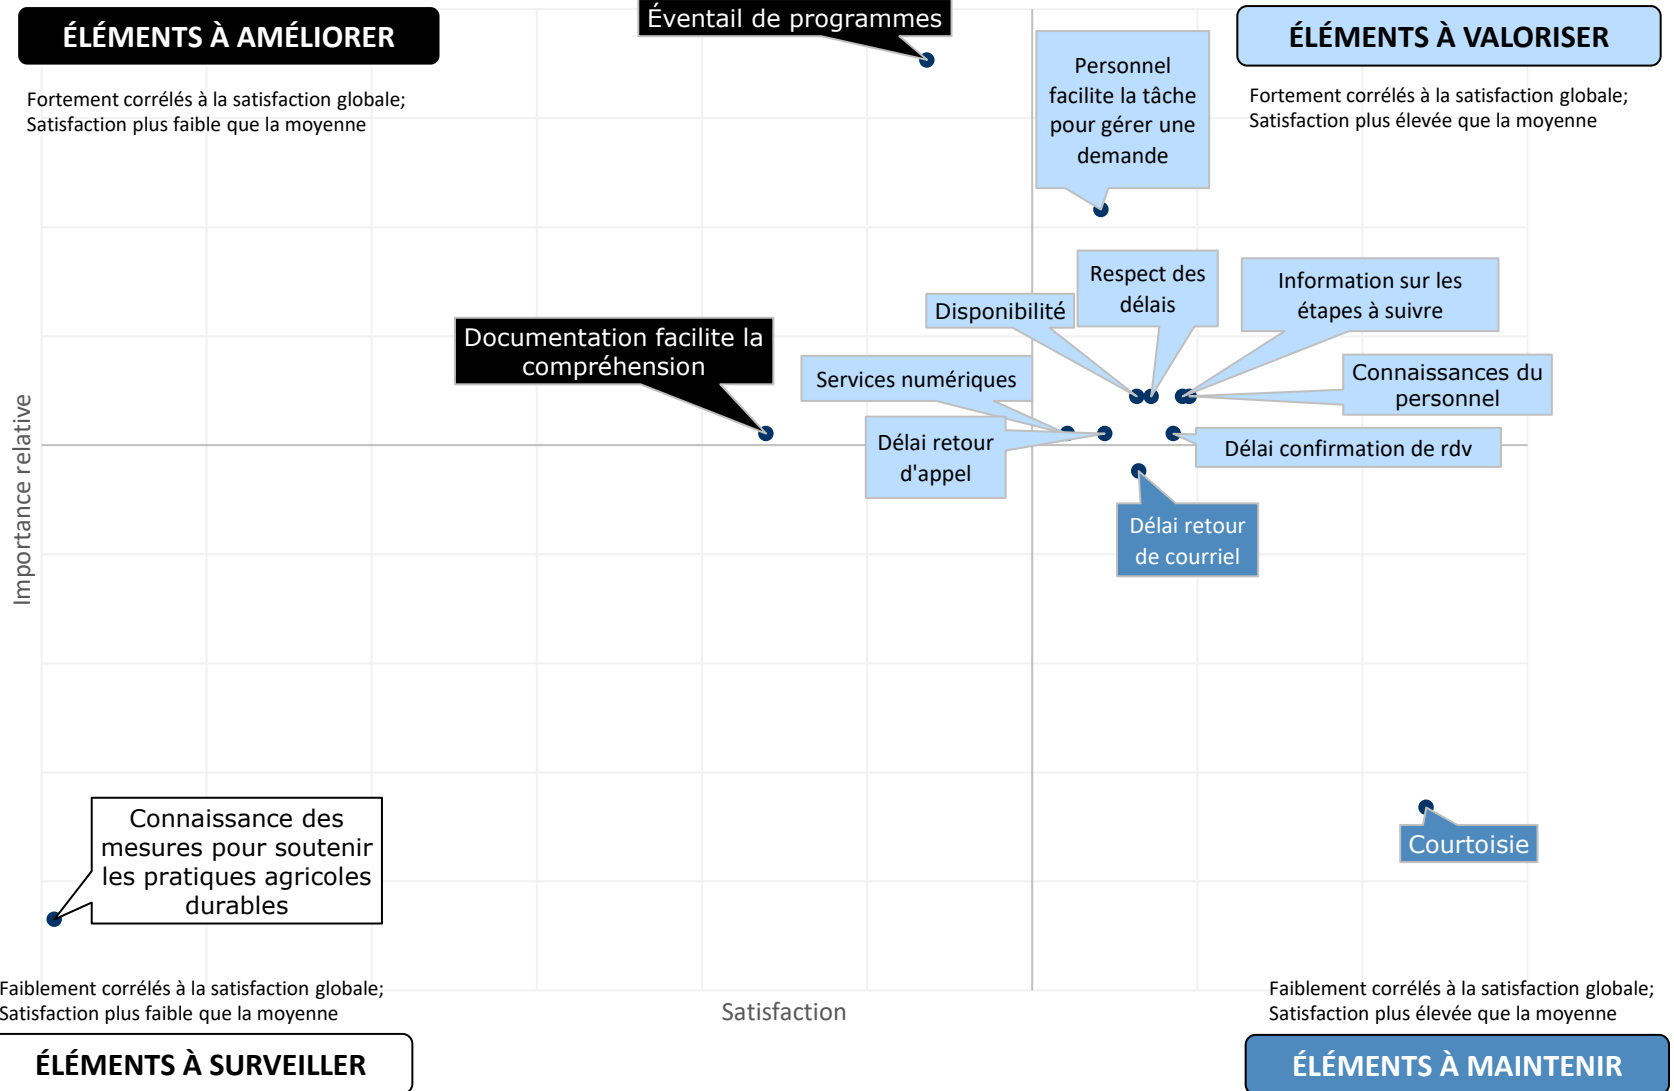 Éventail de programmes
ÉLÉMENTS À AMÉLIORER
ÉLÉMENTS À VALORISER
Fortement corrélés à la satisfaction globale;
Satisfaction plus faible que la moyenne
Personnel
facilite la tâche
pour gérer une
demande
Fortement corrélés à la satisfaction globale;
Satisfaction plus élevée que la moyenne
Respect des
délais
Information sur les
étapes à suivre
Disponibilité
Documentation facilite la
compréhension
Services numériques
Connaissances du
personnel
Délai retour
d'appel
Délai confirmation de rdv
Importance relative
Délai retour
de courriel
Connaissance des
mesures pour soutenir
les pratiques agricoles
durables
Courtoisie
Faiblement corrélés à la satisfaction globale;
Satisfaction plus faible que la moyenne
Satisfaction
Faiblement corrélés à la satisfaction globale;
Satisfaction plus élevée que la moyenne
ÉLÉMENTS À SURVEILLER
ÉLÉMENTS À MAINTENIR